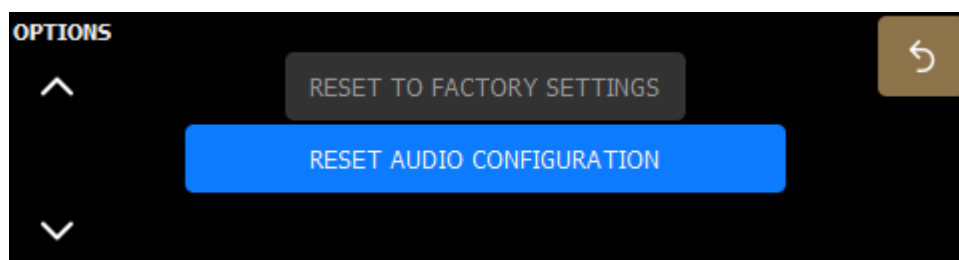 OPTIONS
RESET TO FACTORY SETTINGS
RESET AUDIO CONFIGURATION